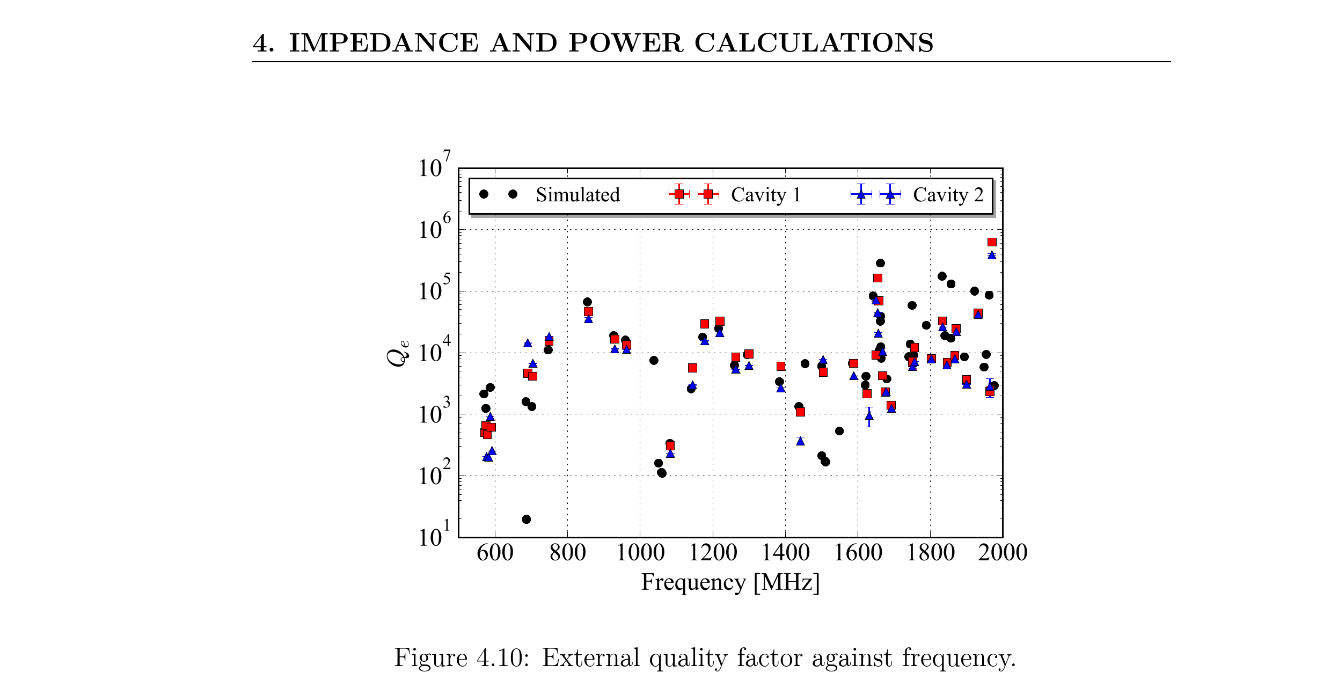 4. IMPEDANCE AND POWER CALCULATIONS
10^7
Simulated Cavity 1 Cavity 2
10^6
10^5
10^4
10^3
10^2
10^1
Q_e
600 800 1000 1200 1400 1600 1800 2000
Frequency [MHz]
Figure 4.10: External quality factor against frequency.